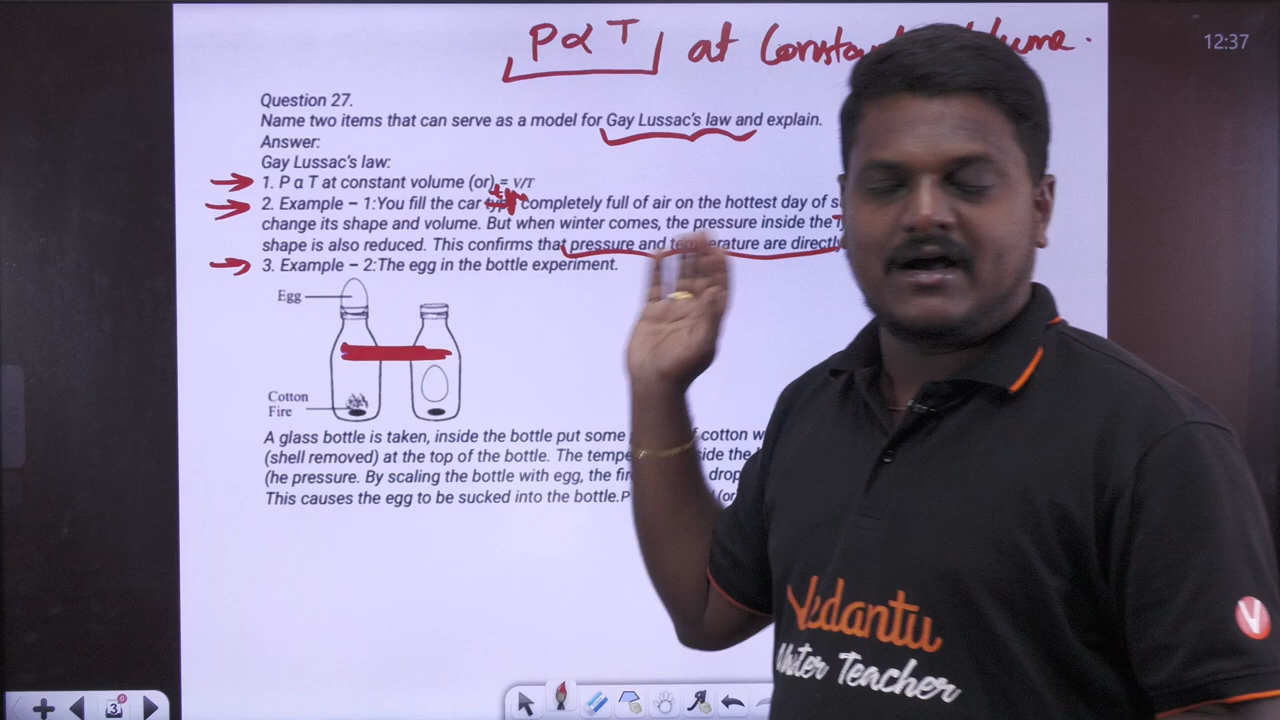 P α T at Consta
12:37
Question 27.
Name two items that can serve as a model for Gay Lussac's law and explain.
Answer:
Gay Lussac's law:
1. P α T at constant volume (or) = V/T
2. Example – 1:You fill the car completely full of air on the hottest day of
change its shape and volume. But when winter comes, the pressure inside the
shape is also reduced. This confirms that pressure and temperature are directly
3. Example – 2:The egg in the bottle experiment.
Egg
Cotton
Fire
A glass bottle is taken, inside the bottle put some cotton
(shell removed) at the top of the bottle. The side the
(he pressure. By scaling the bottle with egg, the drop
This causes the egg to be sucked into the bottle.P (or
3
Vedantu
Master Teacher
V